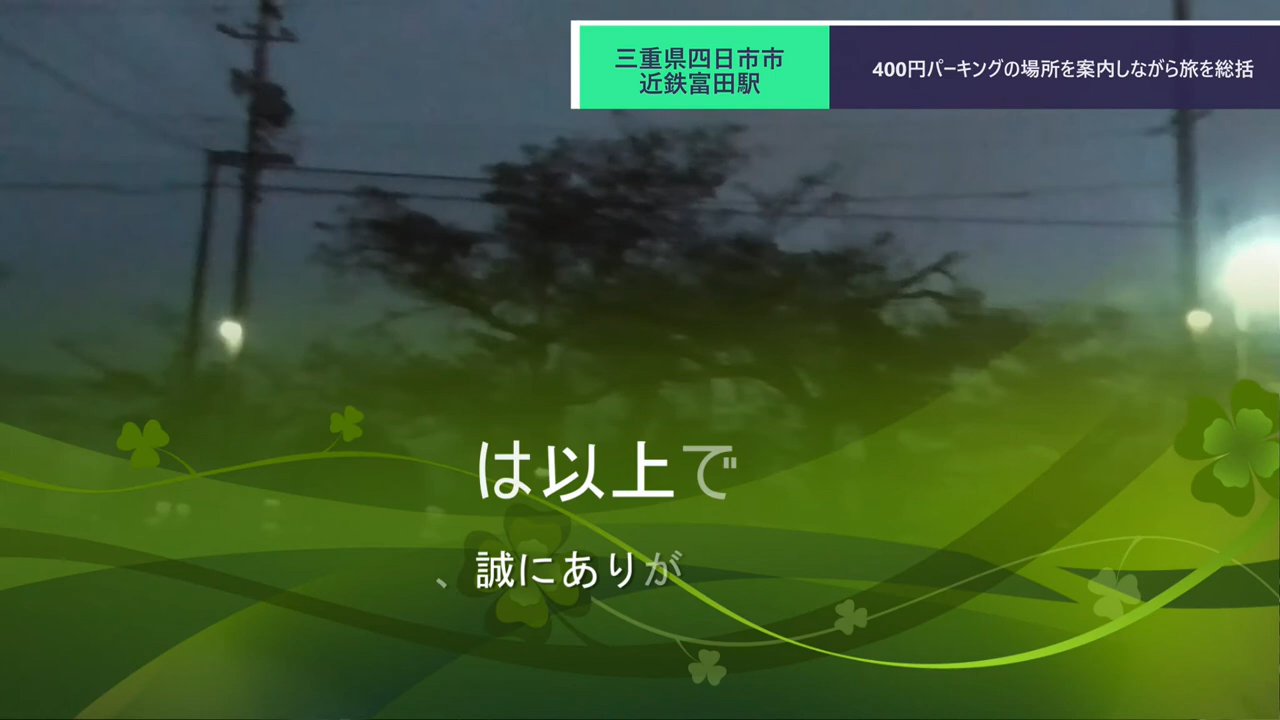 三重県四日市市
近鉄富田駅
400円パーキングの場所を案内しながら旅を総括
は以上で
、誠にありが